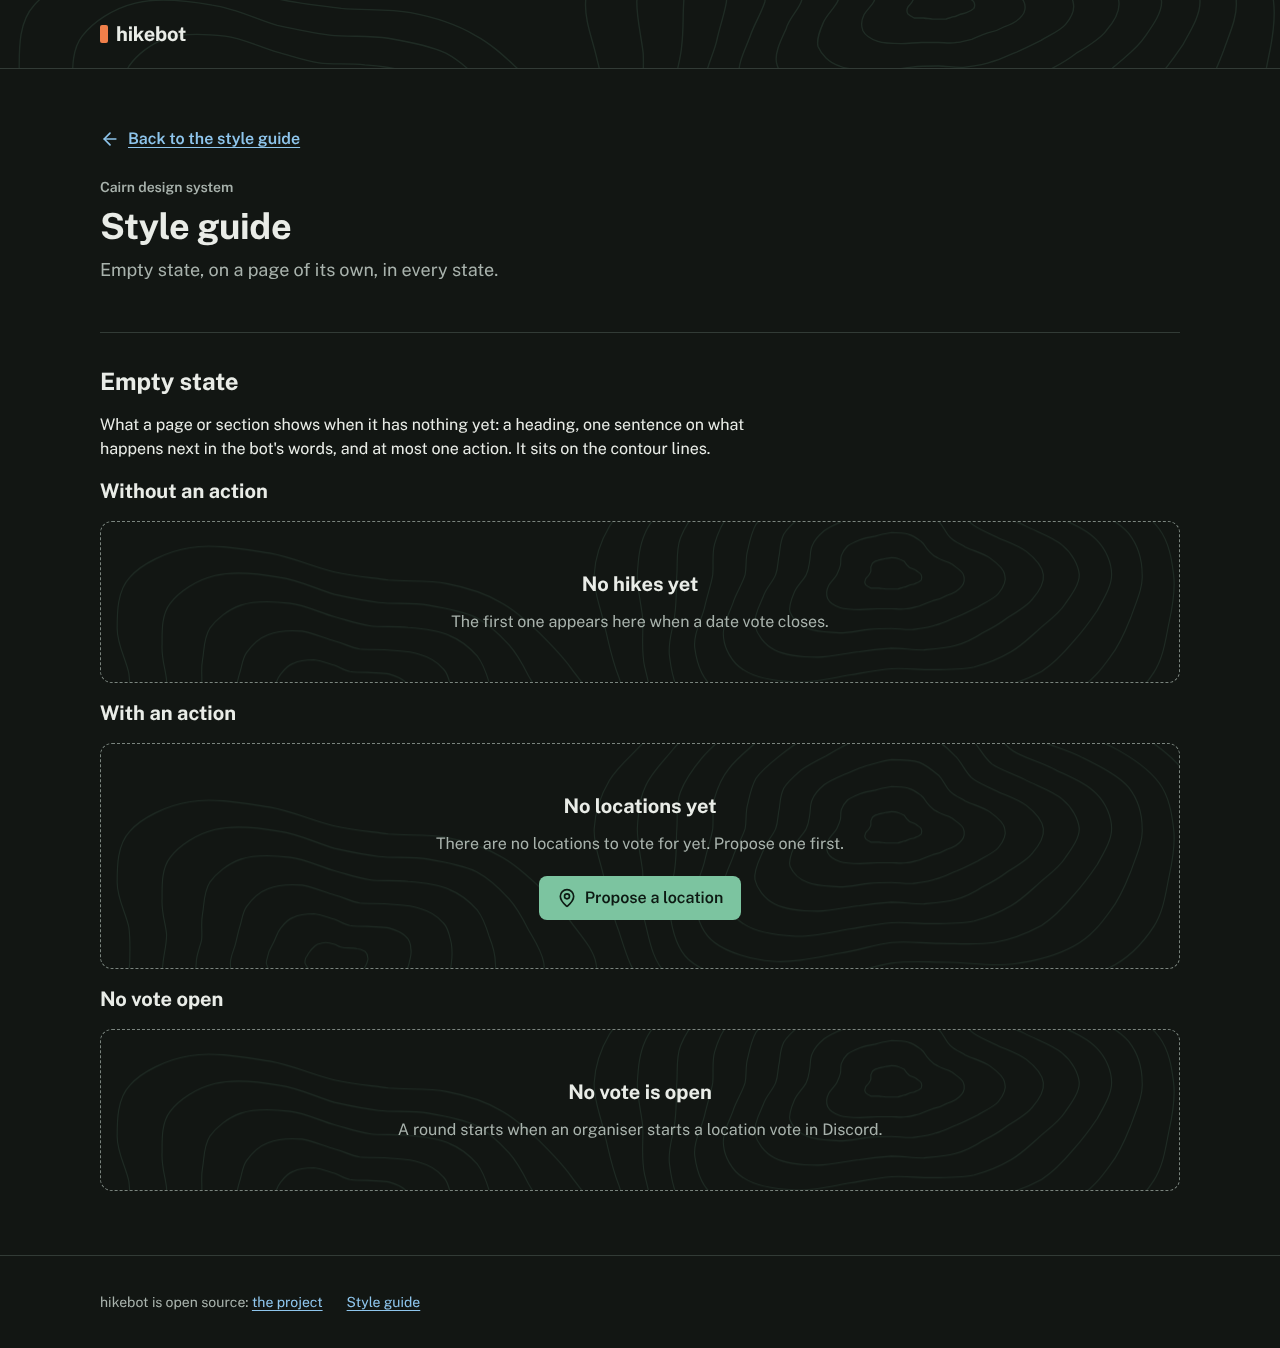 hikebot
Back to the style guide
Cairn design system
Style guide
Empty state, on a page of its own, in every state.
Empty state
What a page or section shows when it has nothing yet: a heading, one sentence on what
happens next in the bot's words, and at most one action. It sits on the contour lines.
Without an action
No hikes yet
The first one appears here when a date vote closes.
With an action
No locations yet
There are no locations to vote for yet. Propose one first.
Propose a location
No vote open
No vote is open
A round starts when an organiser starts a location vote in Discord.
hikebot is open source: the project Style guide